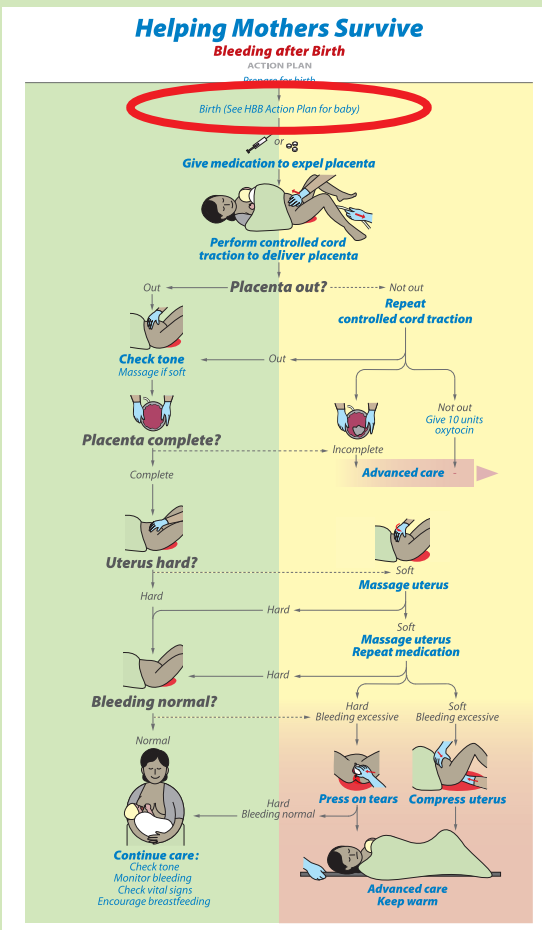 Helping Mothers Survive
Bleeding after Birth
ACTION PLAN
Prepare for birth
Birth (See HBB Action Plan for baby)
or
Give medication to expel placenta
Perform controlled cord
traction to deliver placenta
Out
Placenta out?
Not out
Repeat
controlled cord traction
Out
Check tone
Massage if soft
Not out
Give 10 units
oxytocin
Placenta complete?
Incomplete
Complete
Advanced care
Uterus hard?
Soft
Massage uterus
Hard
Hard
Soft
Massage uterus
Repeat medication
Hard
Bleeding normal?
Hard
Bleeding excessive
Soft
Bleeding excessive
Normal
Press on tears
Compress uterus
Hard
Bleeding normal
Continue care:
Check tone
Monitor bleeding
Check vital signs
Encourage breastfeeding
Advanced care
Keep warm